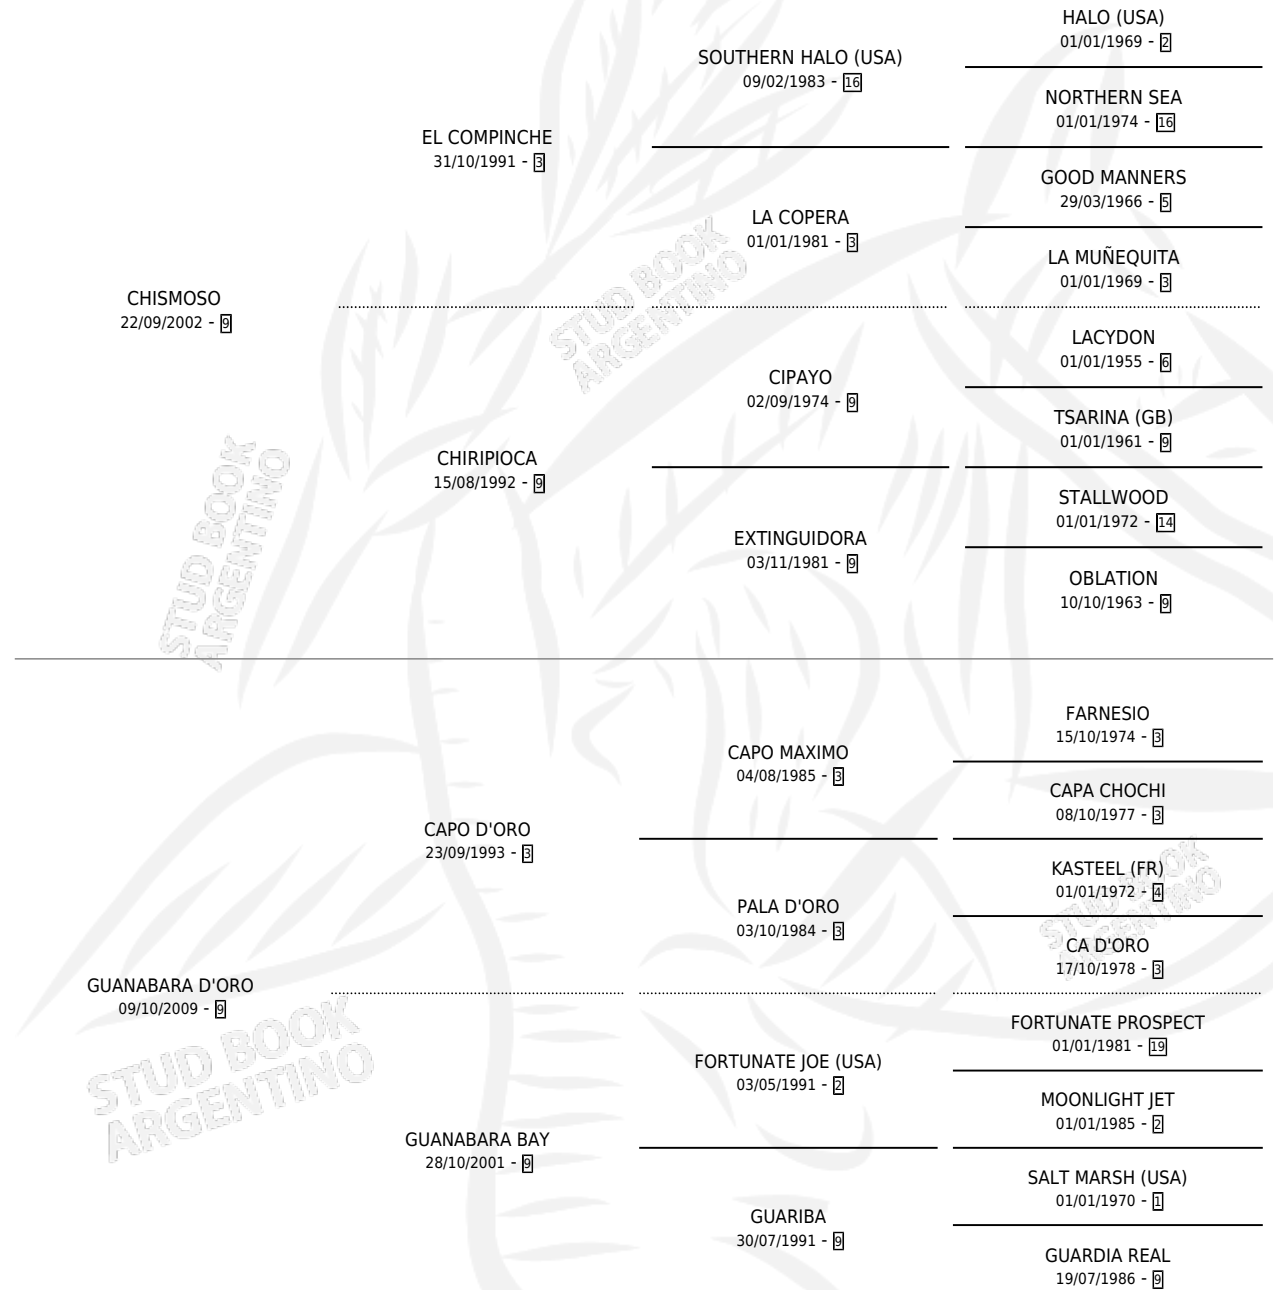 HALO (USA)
01/01/1969 - 2
SOUTHERN HALO (USA)
09/02/1983 - 16
NORTHERN SEA
01/01/1974 - 16
EL COMPINCHE
31/10/1991 - 3
GOOD MANNERS
29/03/1966 - 5
LA COPERA
01/01/1981 - 3
LA MUÑEQUITA
01/01/1969 - 3
CHISMOSO
22/09/2002 - 9
STUD BOOK
ARGENTINO
LACYDON
01/01/1955 - 6
CIPAYO
02/09/1974 - 9
TSARINA (GB)
01/01/1961 - 9
CHIRIPIOCA
15/08/1992 - 9
STALLWOOD
01/01/1972 - 14
EXTINGUIDORA
03/11/1981 - 9
OBLATION
10/10/1963 - 9
STUD BOOK
ARGENTINO
FARNESIO
15/10/1974 - 3
CAPO MAXIMO
04/08/1985 - 3
CAPA CHOCHI
08/10/1977 - 3
CAPO D'ORO
23/09/1993 - 3
KASTEEL (FR)
01/01/1972 - 4
PALA D'ORO
03/10/1984 - 3
STUD BOOK
ARGENTINO
CA D'ORO
17/10/1978 - 3
GUANABARA D'ORO
09/10/2009 - 9
STUD BOOK
ARGENTINO
FORTUNATE PROSPECT
01/01/1981 - 19
FORTUNATE JOE (USA)
03/05/1991 - 2
MOONLIGHT JET
01/01/1985 - 2
GUANABARA BAY
28/10/2001 - 9
SALT MARSH (USA)
01/01/1970 - 1
GUARIBA
30/07/1991 - 9
GUARDIA REAL
19/07/1986 - 9